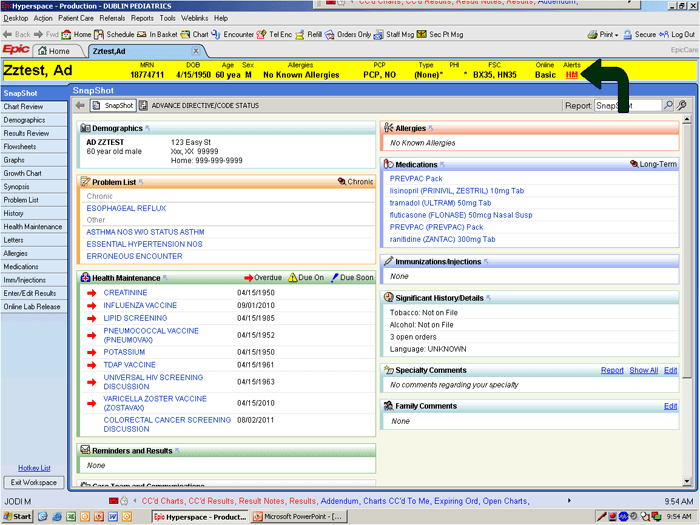 Hyperspace - Production - DUBLIN PEDIATRICS
CC'd Charts, CC'd Results, Result Notes, Results, Addendum,
Desktop Action Patient Care Referrals Reports Tools Weblinks Help
Back Fwd Home Schedule In Basket Chart Encounter Tel Enc Refill Orders Only Staff Msg Sec Pt Msg Print Secure Log Out
Epic Home Zztest,Ad EpicCare
MRN DOB Age Sex Allergies PCP Type PHI FSC Online Alerts
Zztest, Ad 18774711 4/15/1950 60 yea M No Known Allergies PCP, NO (None)* * BX35, HN35 Basic HM
SnapShot
Chart Review
Demographics
Results Review
Flowsheets
Graphs
Growth Chart
Synopsis
Problem List
History
Health Maintenance
Letters
Allergies
Medications
Imm/Injections
Enter/Edit Results
Online Lab Release
Hotkey List
Exit Workspace
SnapShot
SnapShot ADVANCE DIRECTIVE/CODE STATUS Report: SnapShot
Demographics
AD ZZTEST 123 Easy St
60 year old male Xxx, XX 99999
Home: 999-999-9999
Problem List Chronic
Chronic
ESOPHAGEAL REFLUX
Other
ASTHMA NOS W/O STATUS ASTHM
ESSENTIAL HYPERTENSION NOS
ERRONEOUS ENCOUNTER
Health Maintenance Overdue Due On Due Soon
CREATININE 04/15/1950
INFLUENZA VACCINE 09/01/2010
LIPID SCREENING 04/15/1985
PNEUMOCOCCAL VACCINE 04/15/1952
(PNEUMOVAX)
POTASSIUM 04/15/1950
TDAP VACCINE 04/15/1961
UNIVERSAL HIV SCREENING 04/15/1963
DISCUSSION
VARICELLA ZOSTER VACCINE 04/15/2010
(ZOSTAVAX)
COLORECTAL CANCER SCREENING 08/02/2011
DISCUSSION
Reminders and Results
None
Care Team and Communications
Allergies
No Known Allergies
Medications Long-Term
PREVPAC Pack
lisinopril (PRINIVIL, ZESTRIL) 10mg Tab
tramadol (ULTRAM) 50mg Tab
fluticasone (FLONASE) 50mcg Nasal Susp
PREVPAC (PREVPAC) Pack
ranitidine (ZANTAC) 300mg Tab
Immunizations/Injections
None
Significant History/Details
Tobacco: Not on File
Alcohol: Not on File
3 open orders
Language: UNKNOWN
Specialty Comments Report Show All Edit
No comments regarding your specialty
Family Comments Edit
None
JODI M CC'd Charts, CC'd Results, Result Notes, Results, Addendum, Charts CC'd To Me, Expiring Ord, Open Charts, 9:54 AM
Start Hyperspace - Product... Microsoft PowerPoint - [... 9:54 AM